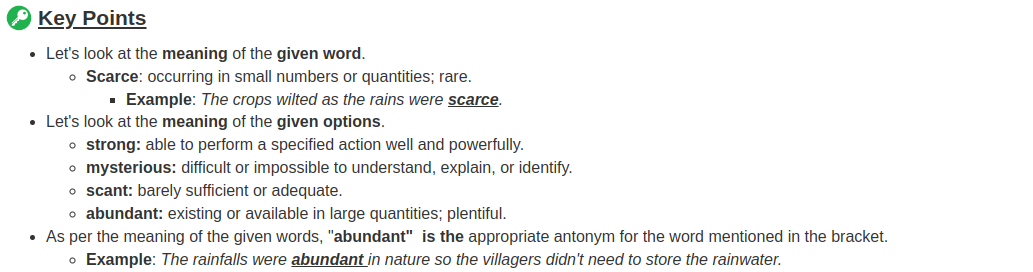 Key Points
Let's look at the meaning of the given word.
Scarce: occurring in small numbers or quantities; rare.
Example: The crops wilted as the rains were scarce.
Let's look at the meaning of the given options.
strong: able to perform a specified action well and powerfully.
mysterious: difficult or impossible to understand, explain, or identify.
scant: barely sufficient or adequate.
abundant: existing or available in large quantities; plentiful.
As per the meaning of the given words, "abundant"  is the appropriate antonym for the word mentioned in the bracket.
Example: The rainfalls were abundant in nature so the villagers didn't need to store the rainwater.